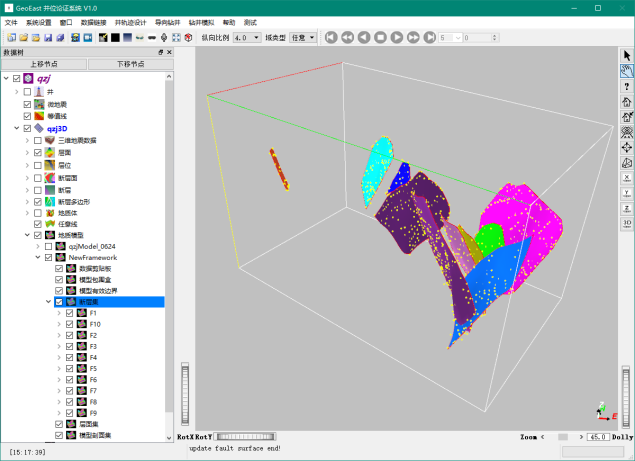 GeoEast 井位论证系统 V1.0
文件 系统设置 窗口 数据链接 井轨迹设计 导向钻井 钻井模拟 帮助 测试
纵向比例 4.0 域类型 任意 5 0
数据树
上移节点 下移节点
qzj
井
微地震
等值线
qzj3D
三维地震数据
层面
层位
断层面
断层
断层多边形
地质体
任意线
地质模型
qzjModel_0624
NewFramework
数据剪贴板
模型包围盒
模型有效边界
断层集
F1
F10
F2
F3
F4
F5
F6
F7
F8
F9
层面集
模型剖面集
X
Y
Z
3D
E
RotX RotY Zoom 45.0 Dolly
[15:17:39] update fault surface end!